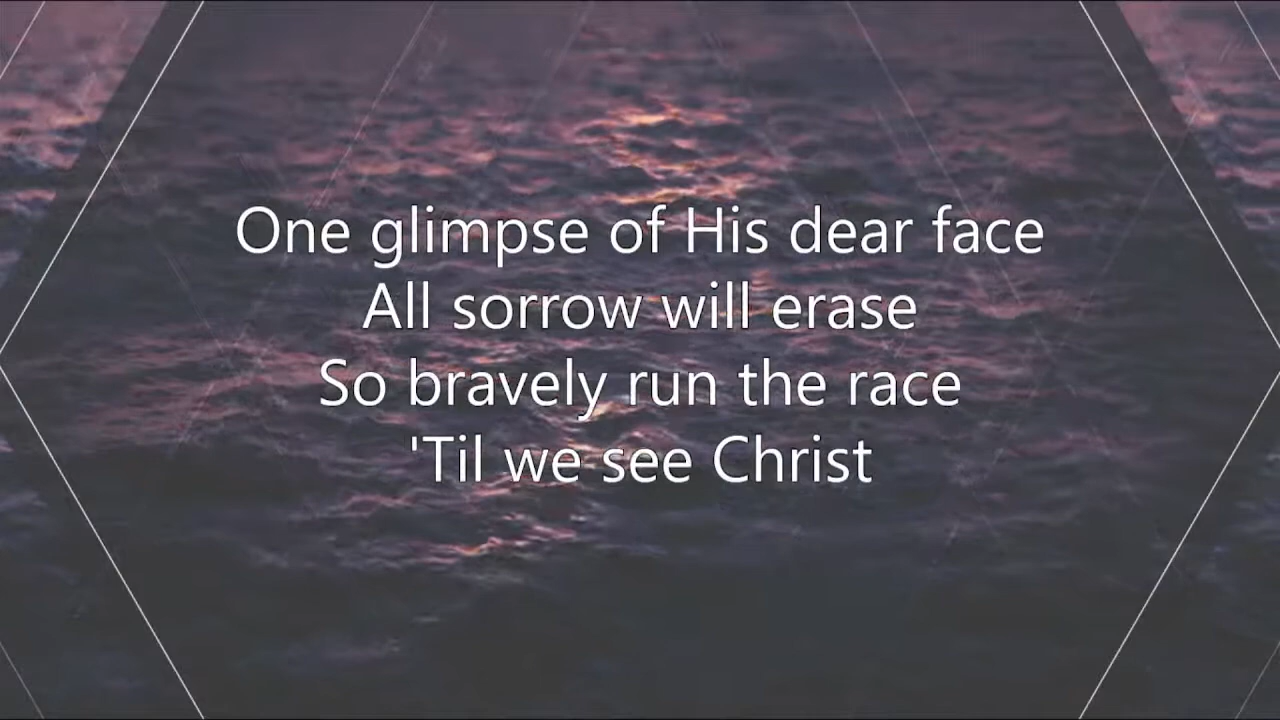 One glimpse of His dear face
All sorrow will erase
So bravely run the race
'Til we see Christ